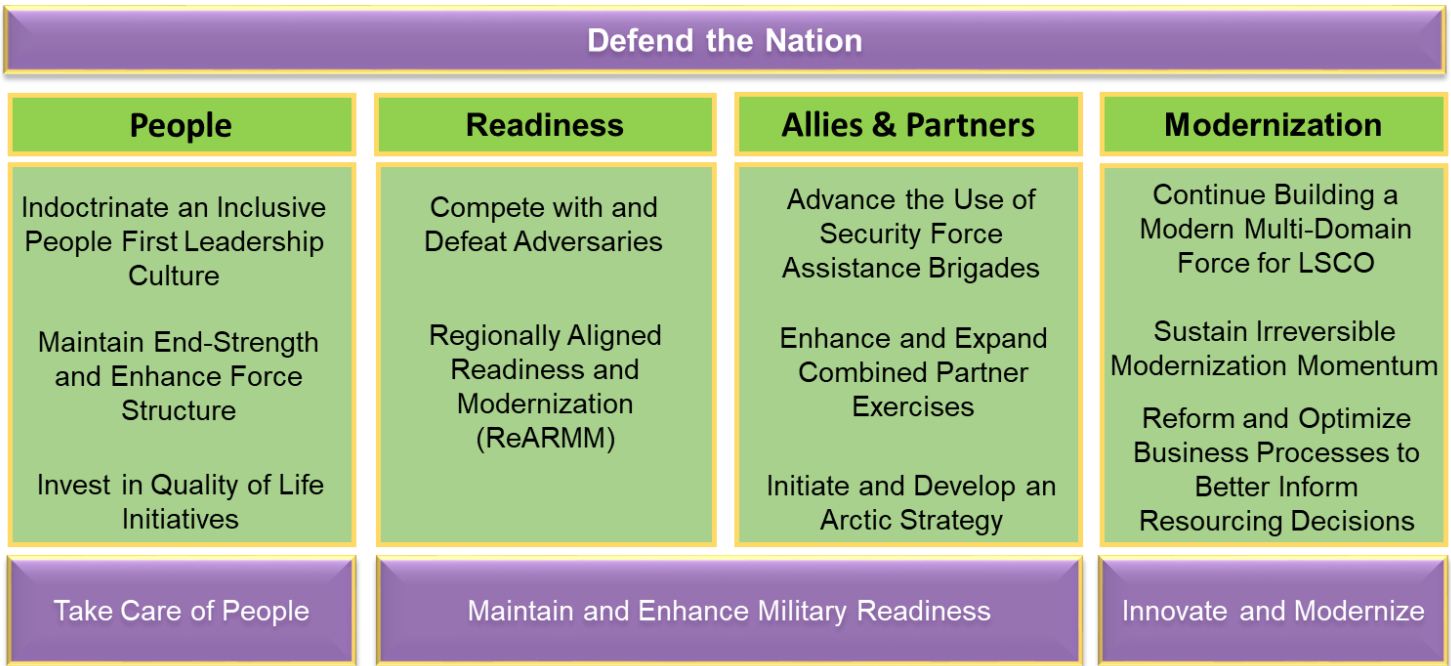 Defend the Nation
People
Indoctrinate an Inclusive
People First Leadership
Culture
Maintain End-Strength
and Enhance Force
Structure
Invest in Quality of Life
Initiatives
Readiness
Compete with and
Defeat Adversaries
Regionally Aligned
Readiness and
Modernization
(ReARMM)
Allies & Partners
Advance the Use of
Security Force
Assistance Brigades
Enhance and Expand
Combined Partner
Exercises
Initiate and Develop an
Arctic Strategy
Modernization
Continue Building a
Modern Multi-Domain
Force for LSCO
Sustain Irreversible
Modernization Momentum
Reform and Optimize
Business Processes to
Better Inform
Resourcing Decisions
Take Care of People
Maintain and Enhance Military Readiness
Innovate and Modernize